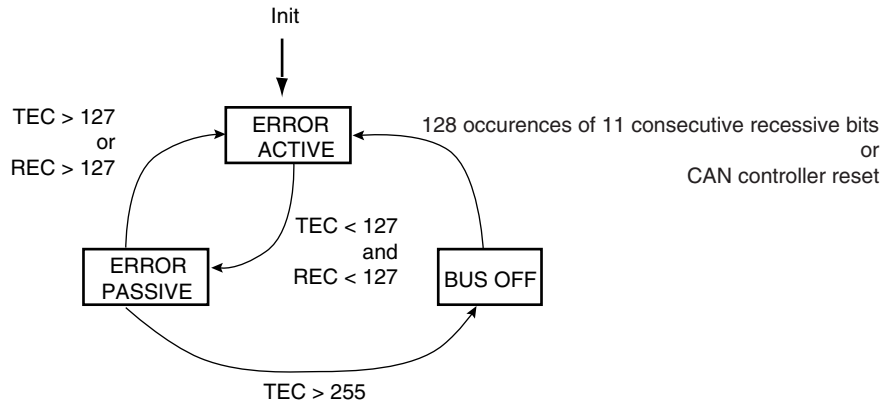 Init
TEC > 127
or
REC > 127
ERROR
ACTIVE
128 occurences of 11 consecutive recessive bits
or
CAN controller reset
TEC < 127
and
REC < 127
ERROR
PASSIVE
BUS OFF
TEC > 255